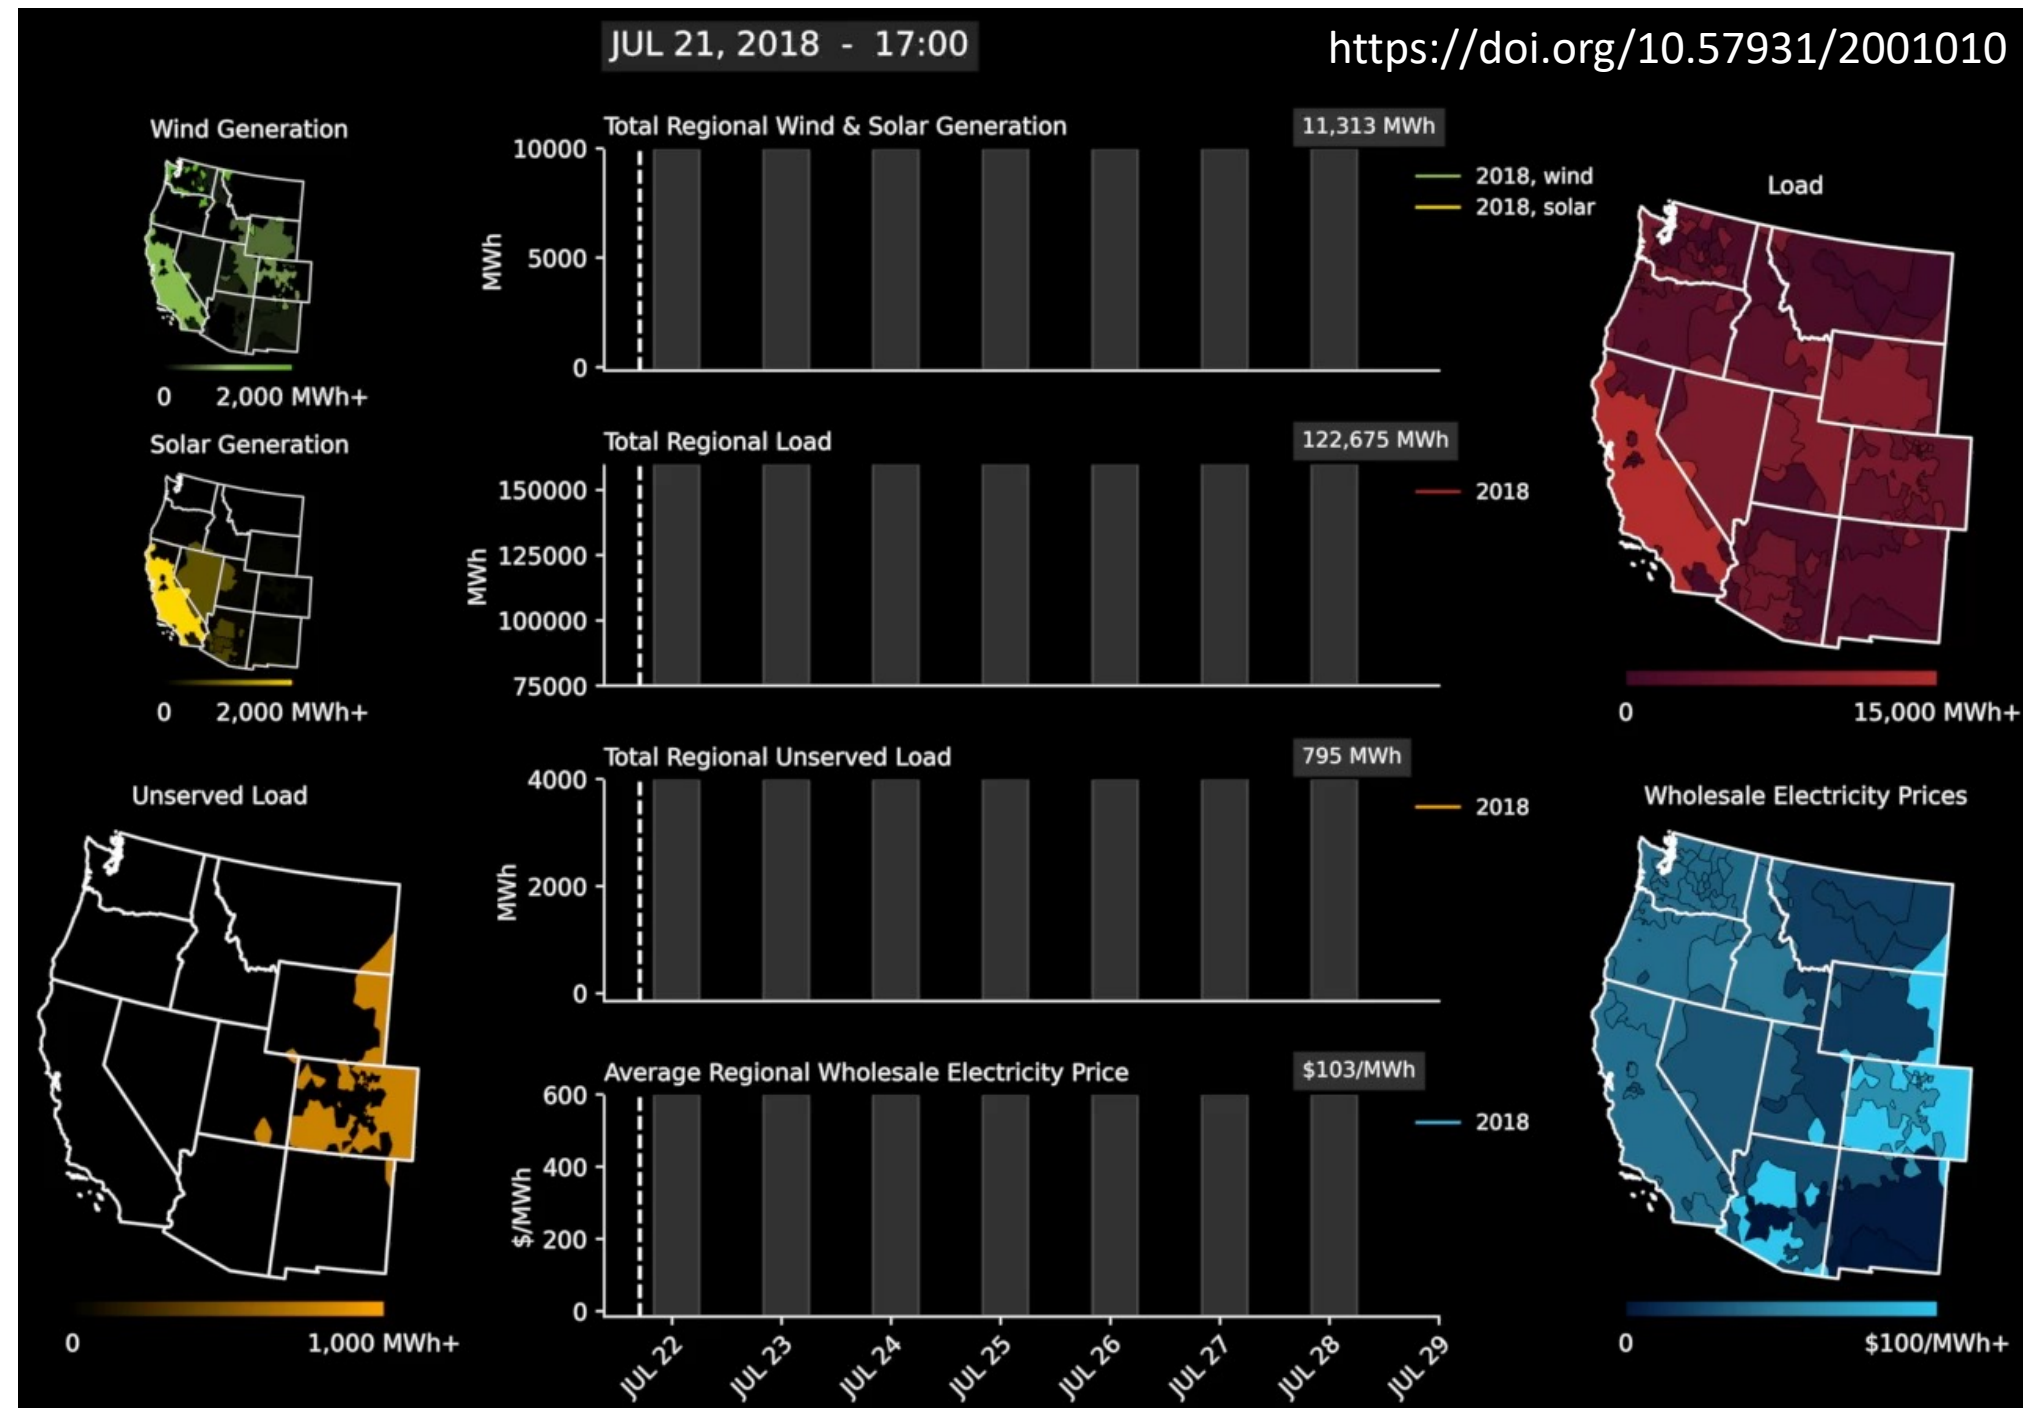 JUL 21, 2018 - 17:00
https://doi.org/10.57931/2001010
Wind Generation
0 2,000 MWh+
Solar Generation
0 2,000 MWh+
Unserved Load
0 1,000 MWh+
Total Regional Wind & Solar Generation 11,313 MWh
MWh
10000
5000
0
2018, wind
2018, solar
Total Regional Load 122,675 MWh
MWh
150000
125000
100000
75000
2018
Total Regional Unserved Load 795 MWh
MWh
4000
2000
0
2018
Average Regional Wholesale Electricity Price $103/MWh
$/MWh
600
400
200
0
2018
JUL 22 JUL 23 JUL 24 JUL 25 JUL 26 JUL 27 JUL 28 JUL 29
Load
0 15,000 MWh+
Wholesale Electricity Prices
0 $100/MWh+